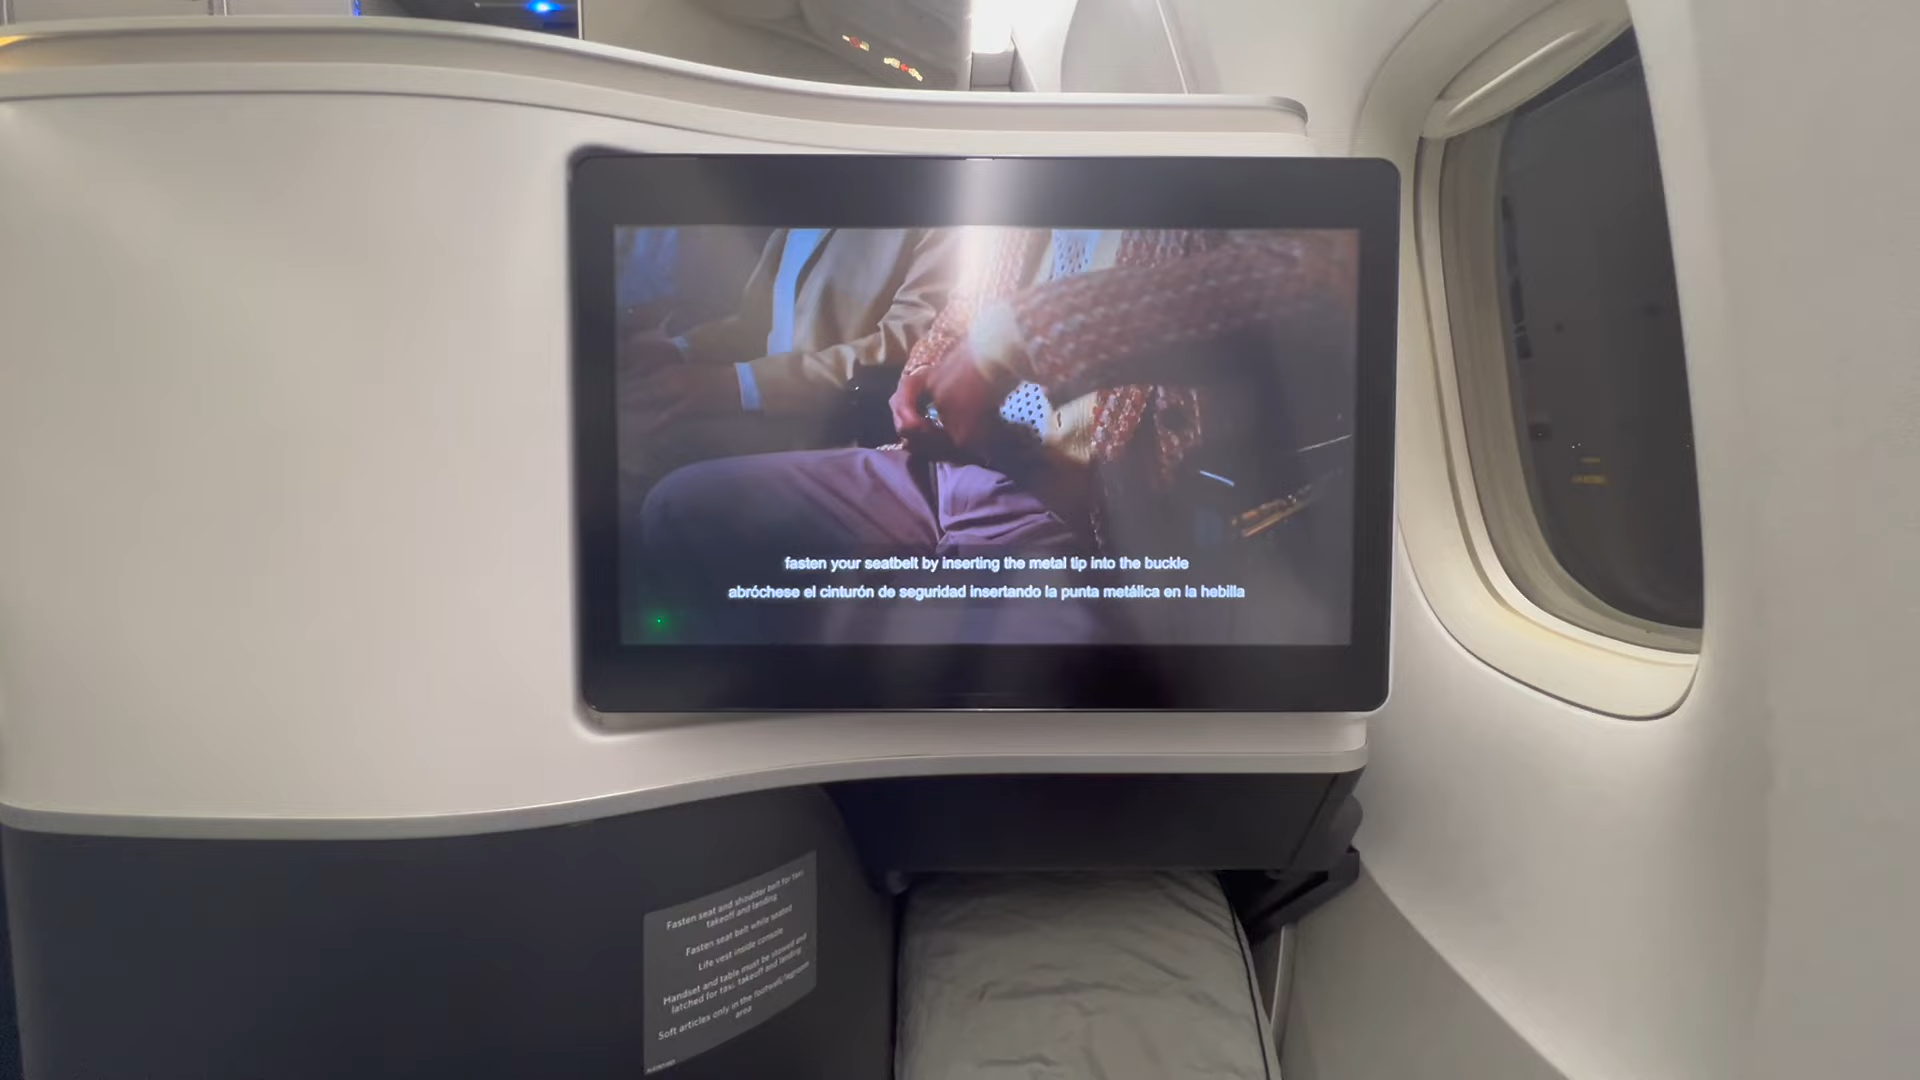 fasten your seatbelt by inserting the metal tip into the buckle
abróchese el cinturón de seguridad insertando la punta metálica en la hebilla
Fasten seat and shoulder belt for taxi
takeoff and landing
Fasten seat belt while seated
Life vest inside console
Handset and table must be stowed and
latched for taxi, takeoff and landing
Soft articles only in the footwell/legroom
area